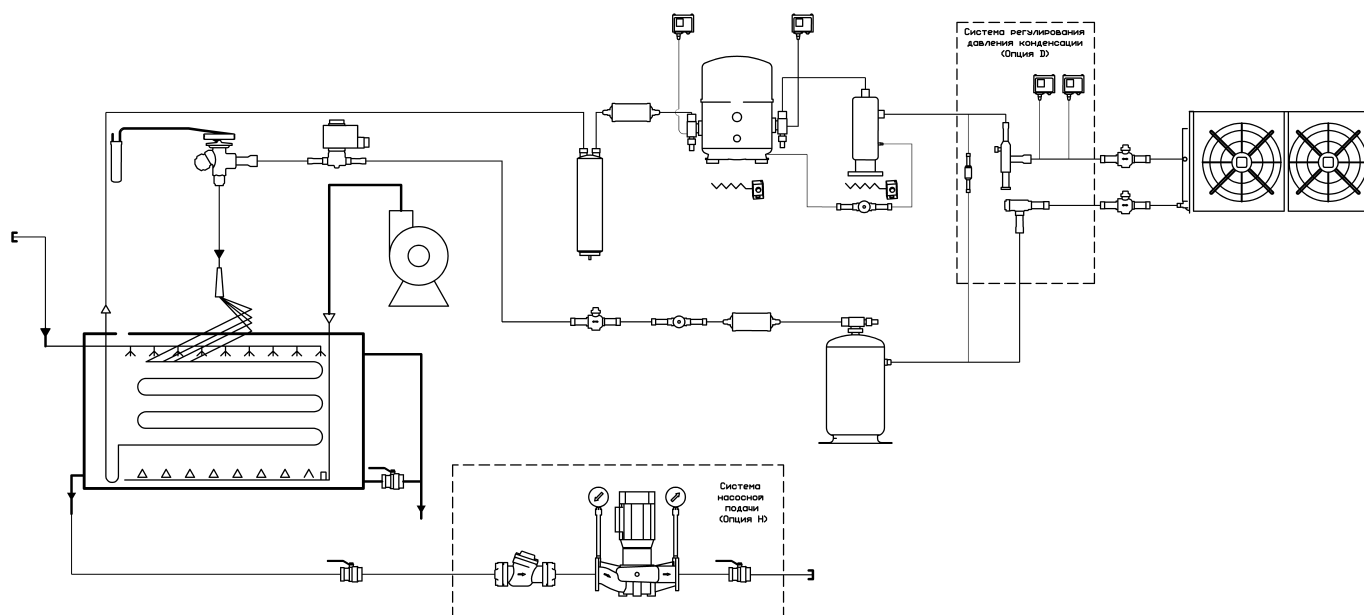 Система регулирования
давления конденсации
(Опция D)
Система
насосной
подачи
(Опция H)